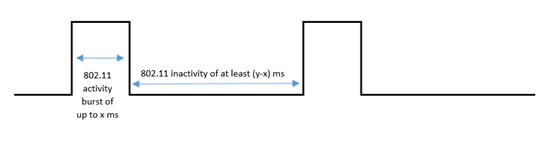 802.11
activity
burst of
up to x ms
802.11 inactivity of at least (y-x) ms